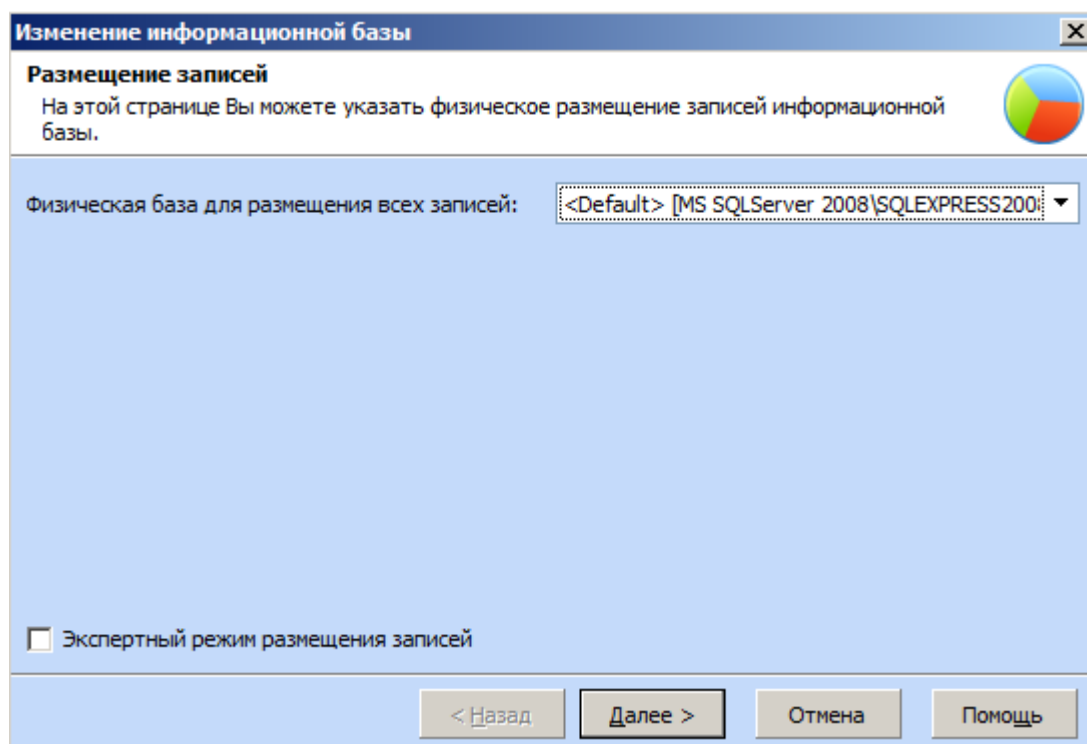 Изменение информационной базы
Размещение записей
На этой странице Вы можете указать физическое размещение записей информационной
базы.
Физическая база для размещения всех записей:
<Default> [MS SQLServer 2008\SQLEXPRESS200
Экспертный режим размещения записей
< Назад
Далее >
Отмена
Помощь